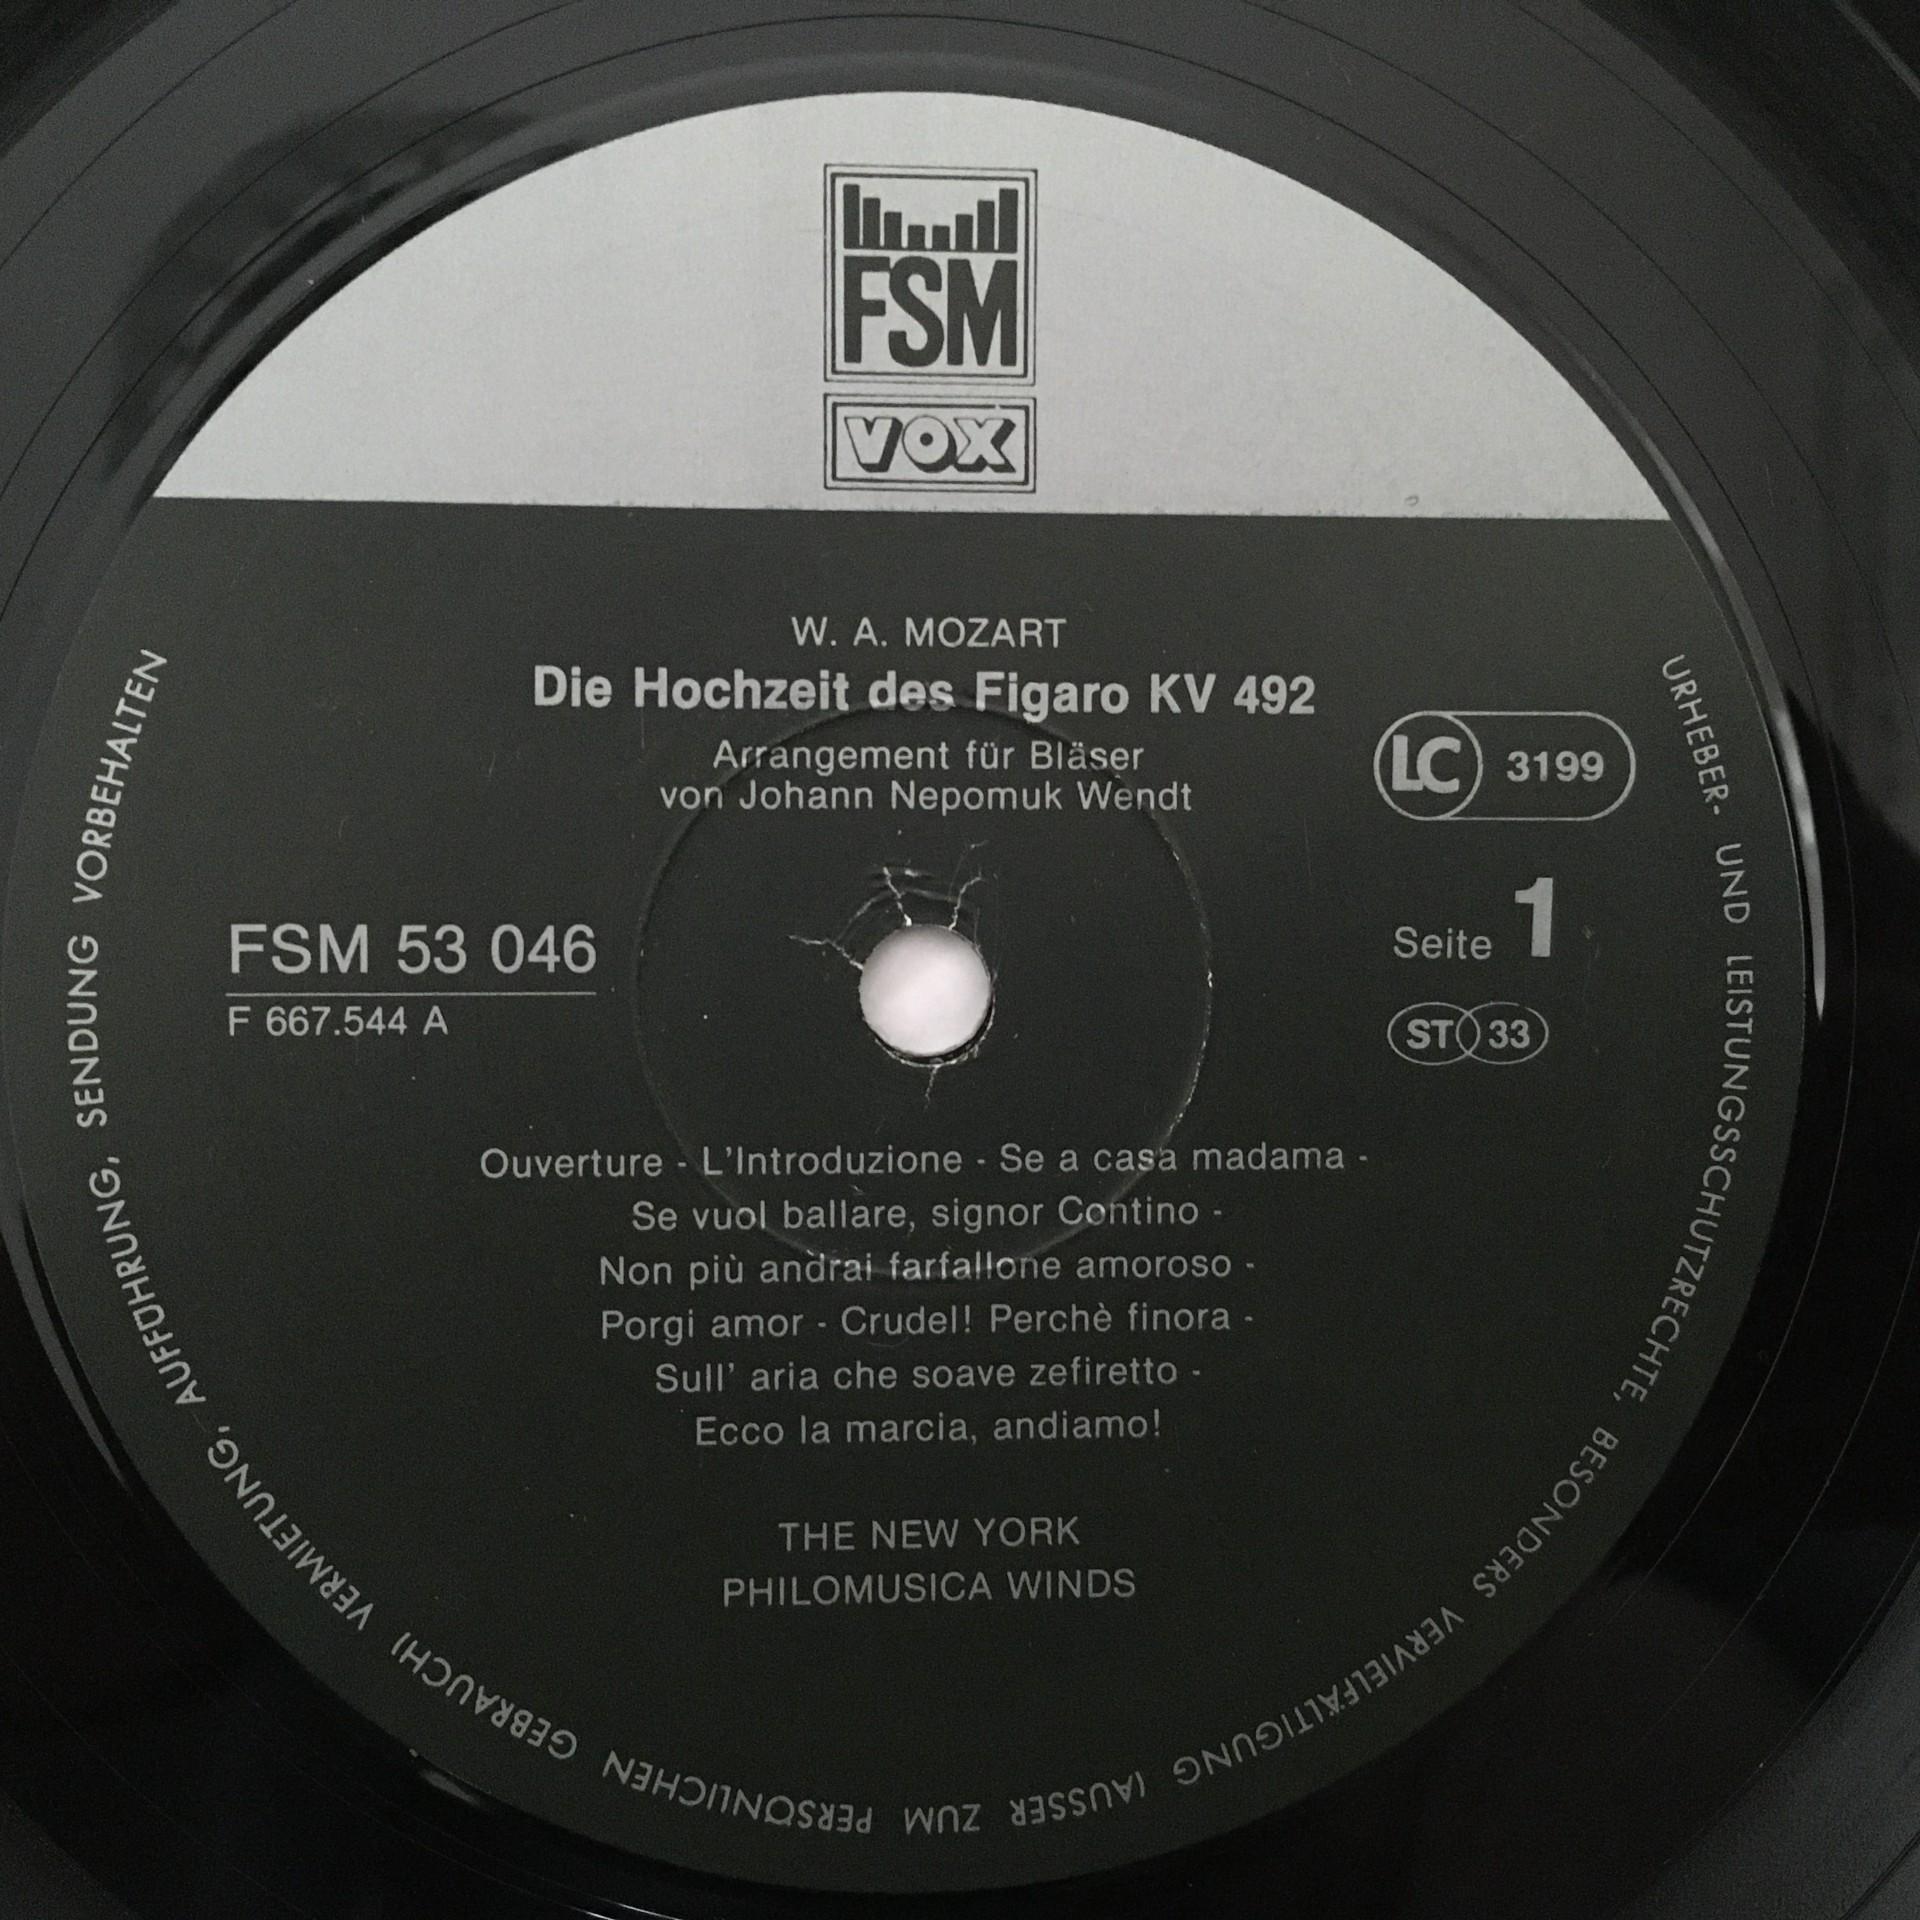 FSM
VOX
W. A. MOZART
Die Hochzeit des Figaro KV 492
Arrangement für Bläser
von Johann Nepomuk Wendt
LC 3199
FSM 53 046
F 667.544 A
Seite 1
ST 33
Ouverture - L'Introduzione - Se a casa madama -
Se vuol ballare, signor Contino -
Non più andrai farfallone amoroso -
Porgi amor - Crudel! Perchè finora -
Sull' aria che soave zefiretto -
Ecco la marcia, andiamo!
THE NEW YORK
PHILOMUSICA WINDS
URHEBER- UND LEISTUNGSSCHUTZRECHTE, BESONDERS VERVIELFÄLTIGUNG (AUSSER ZUM PERSÖNLICHEN GEBRAUCH) VERMIETUNG, AUFFÜHRUNG, SENDUNG VORBEHALTEN